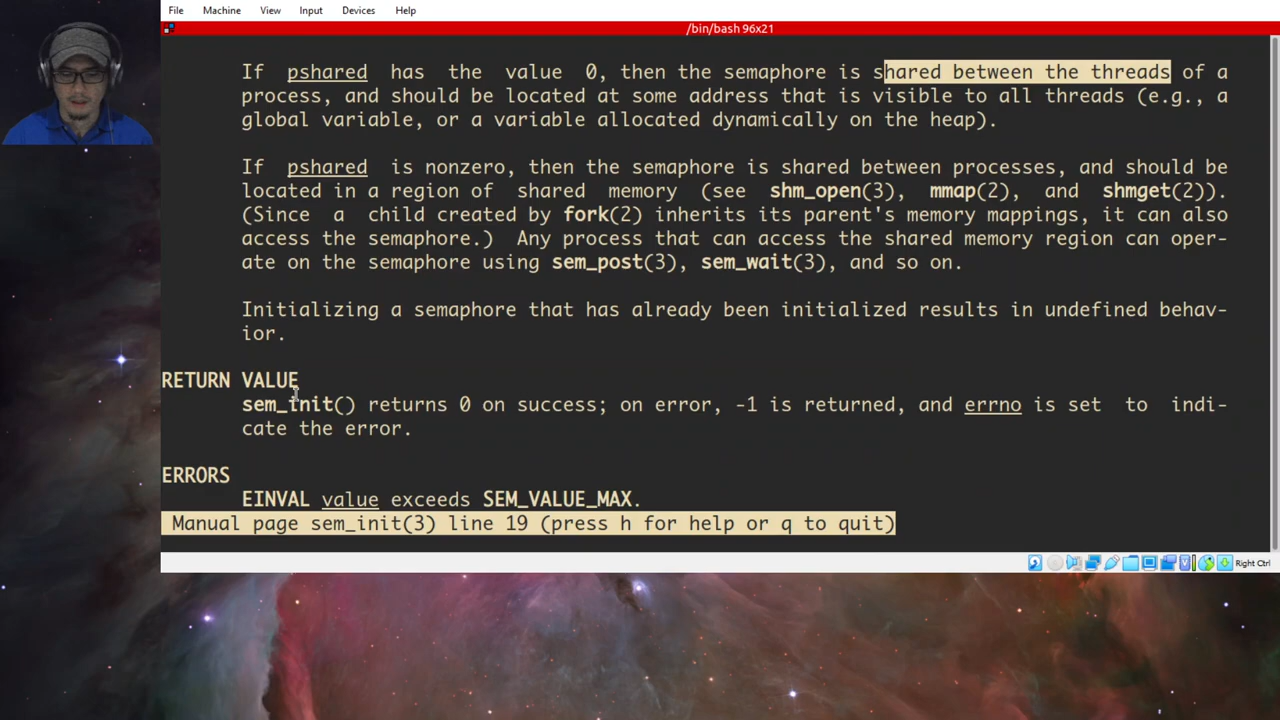 File Machine View Input Devices Help
/bin/bash 96x21
If pshared has the value 0, then the semaphore is shared between the threads of a
process, and should be located at some address that is visible to all threads (e.g., a
global variable, or a variable allocated dynamically on the heap).
If pshared is nonzero, then the semaphore is shared between processes, and should be
located in a region of shared memory (see shm_open(3), mmap(2), and shmget(2)).
(Since a child created by fork(2) inherits its parent's memory mappings, it can also
access the semaphore.) Any process that can access the shared memory region can oper-
ate on the semaphore using sem_post(3), sem_wait(3), and so on.
Initializing a semaphore that has already been initialized results in undefined behav-
ior.
RETURN VALUE
sem_init() returns 0 on success; on error, -1 is returned, and errno is set to indi-
cate the error.
ERRORS
EINVAL value exceeds SEM_VALUE_MAX.
Manual page sem_init(3) line 19 (press h for help or q to quit)
Right Ctrl